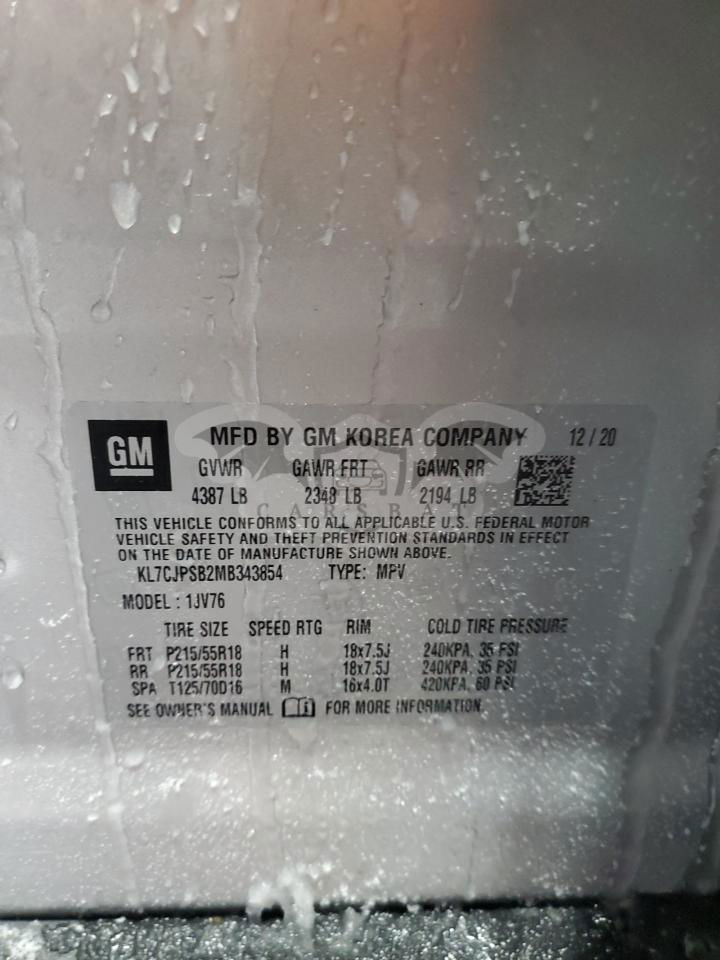 GM
MFD BY GM KOREA COMPANY 12/20
GVWR GAWR FRT GAWR RR
4387 LB 2348 LB 2194 LB
CARSBAT
THIS VEHICLE CONFORMS TO ALL APPLICABLE U.S. FEDERAL MOTOR
VEHICLE SAFETY AND THEFT PREVENTION STANDARDS IN EFFECT
ON THE DATE OF MANUFACTURE SHOWN ABOVE.
KL7CJPSB2MB343854 TYPE: MPV
MODEL : 1JV76
TIRE SIZE SPEED RTG RIM COLD TIRE PRESSURE
FRT P215/55R18 H 18x7.5J 240KPA, 35 PSI
RR P215/55R18 H 18x7.5J 240KPA, 35 PSI
SPA T125/70D16 M 16x4.0T 420KPA, 60 PSI
SEE OWNER'S MANUAL FOR MORE INFORMATION.